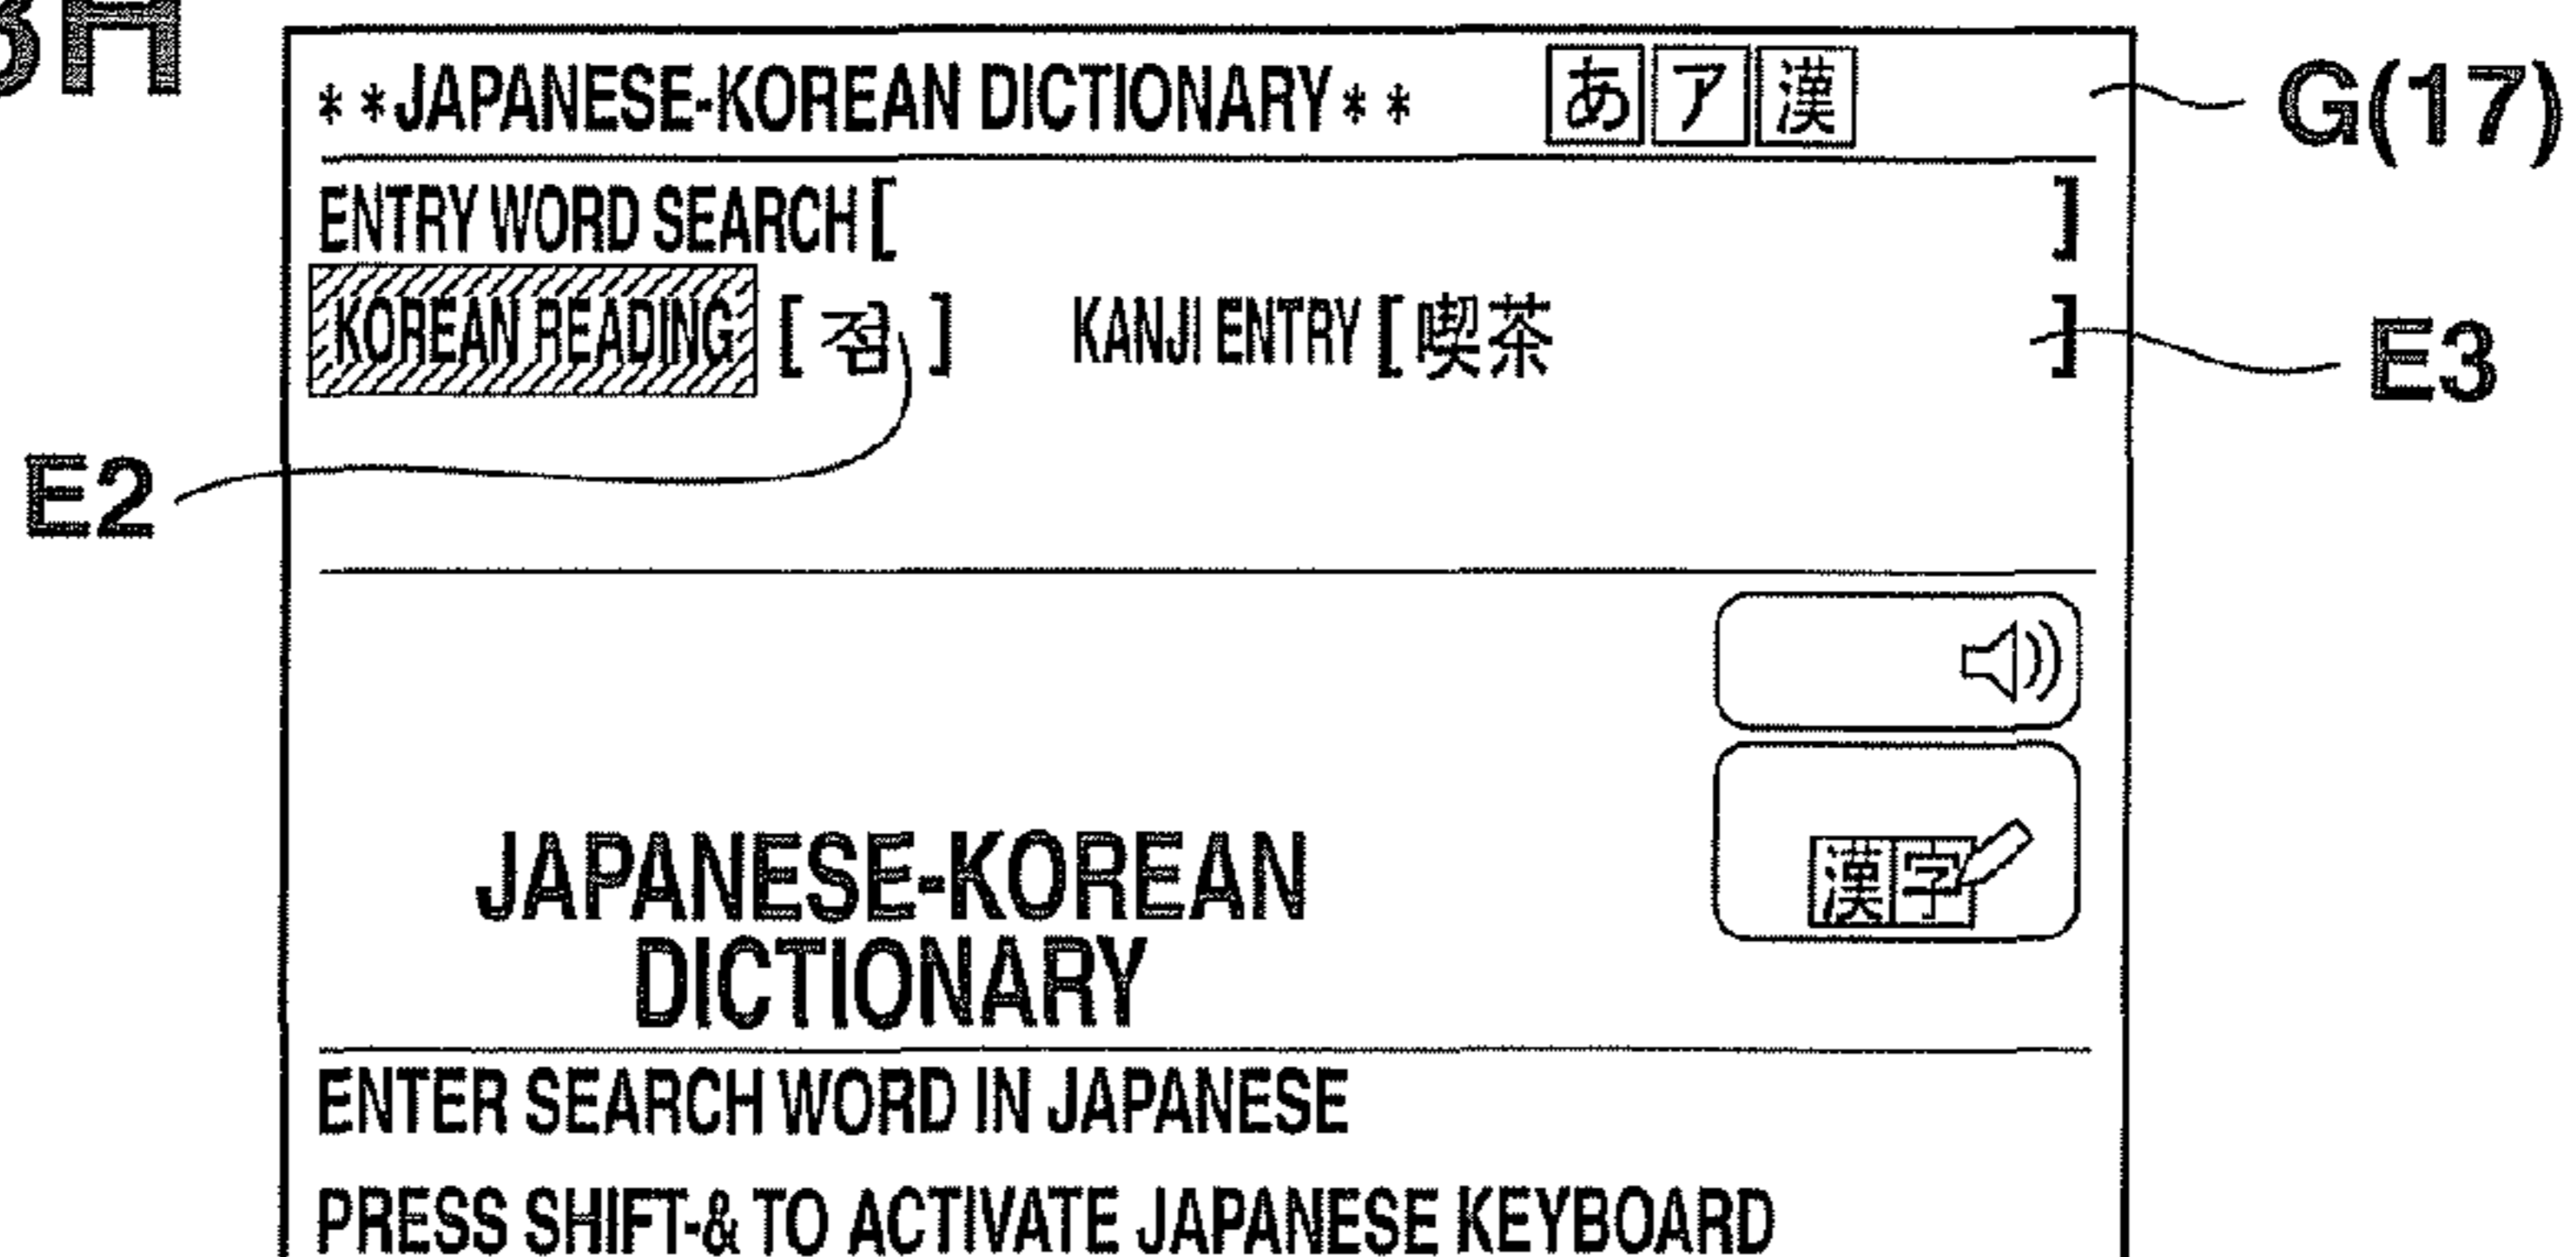 3H
**JAPANESE-KOREAN DICTIONARY** あ ア 漢
G(17)
ENTRY WORD SEARCH [ ]
KOREAN READING [ 점 ] KANJI ENTRY [ 喫茶 ]
E3
E2
漢字
JAPANESE-KOREAN
DICTIONARY
ENTER SEARCH WORD IN JAPANESE
PRESS SHIFT-& TO ACTIVATE JAPANESE KEYBOARD